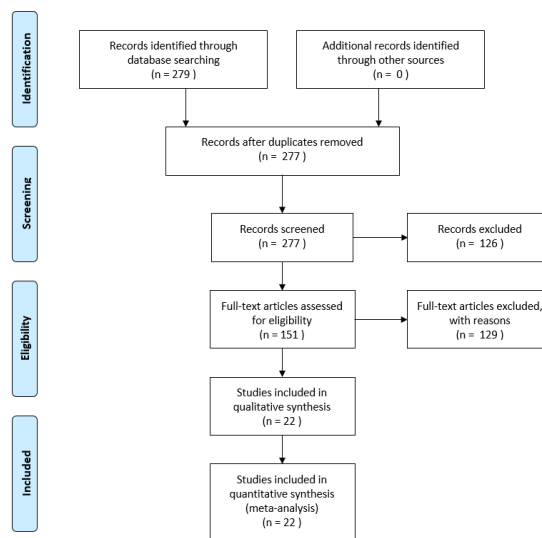 Identification
Records identified through
database searching
(n = 279 )
Additional records identified
through other sources
(n = 0 )
Records after duplicates removed
(n = 277 )
Screening
Records screened
(n = 277 )
Records excluded
(n = 126 )
Eligibility
Full-text articles assessed
for eligibility
(n = 151 )
Full-text articles excluded,
with reasons
(n = 129 )
Studies included in
qualitative synthesis
(n = 22 )
Included
Studies included in
quantitative synthesis
(meta-analysis)
(n = 22 )